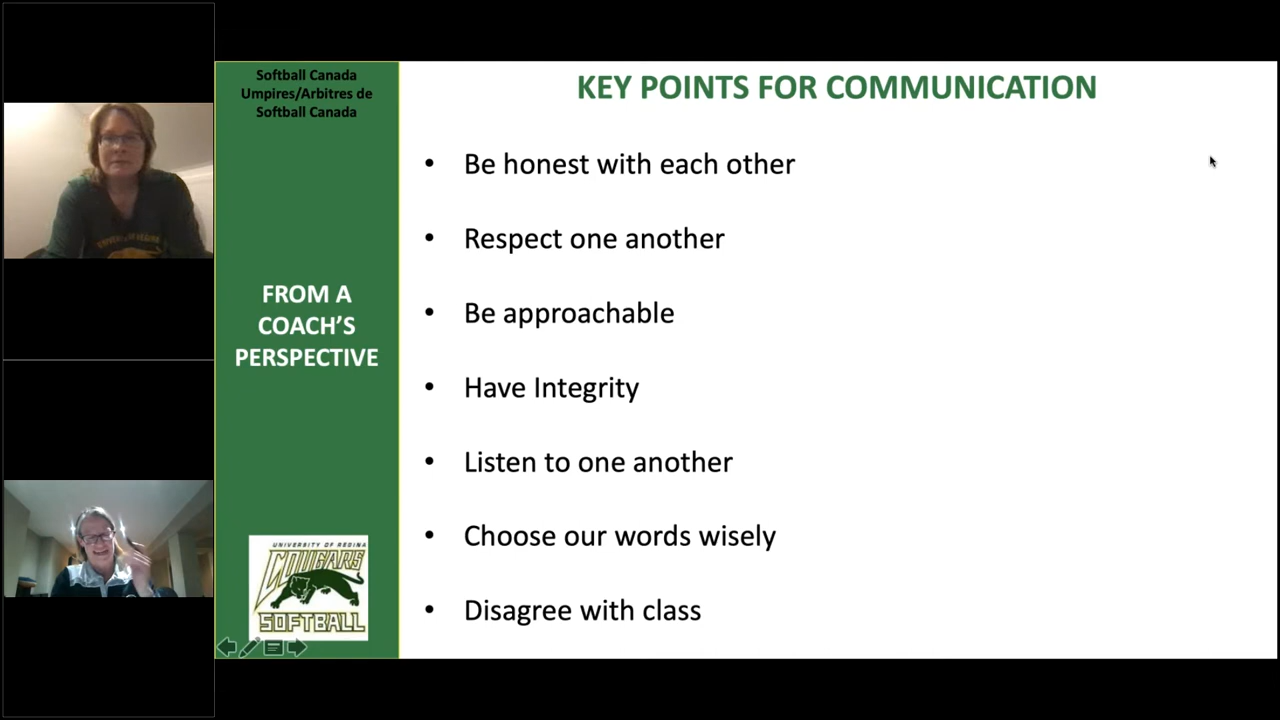 Softball Canada
Umpires/Arbitres de
Softball Canada
FROM A
COACH'S
PERSPECTIVE
UNIVERSITY OF REGINA
COUGARS
SOFTBALL
KEY POINTS FOR COMMUNICATION
• Be honest with each other
• Respect one another
• Be approachable
• Have Integrity
• Listen to one another
• Choose our words wisely
• Disagree with class